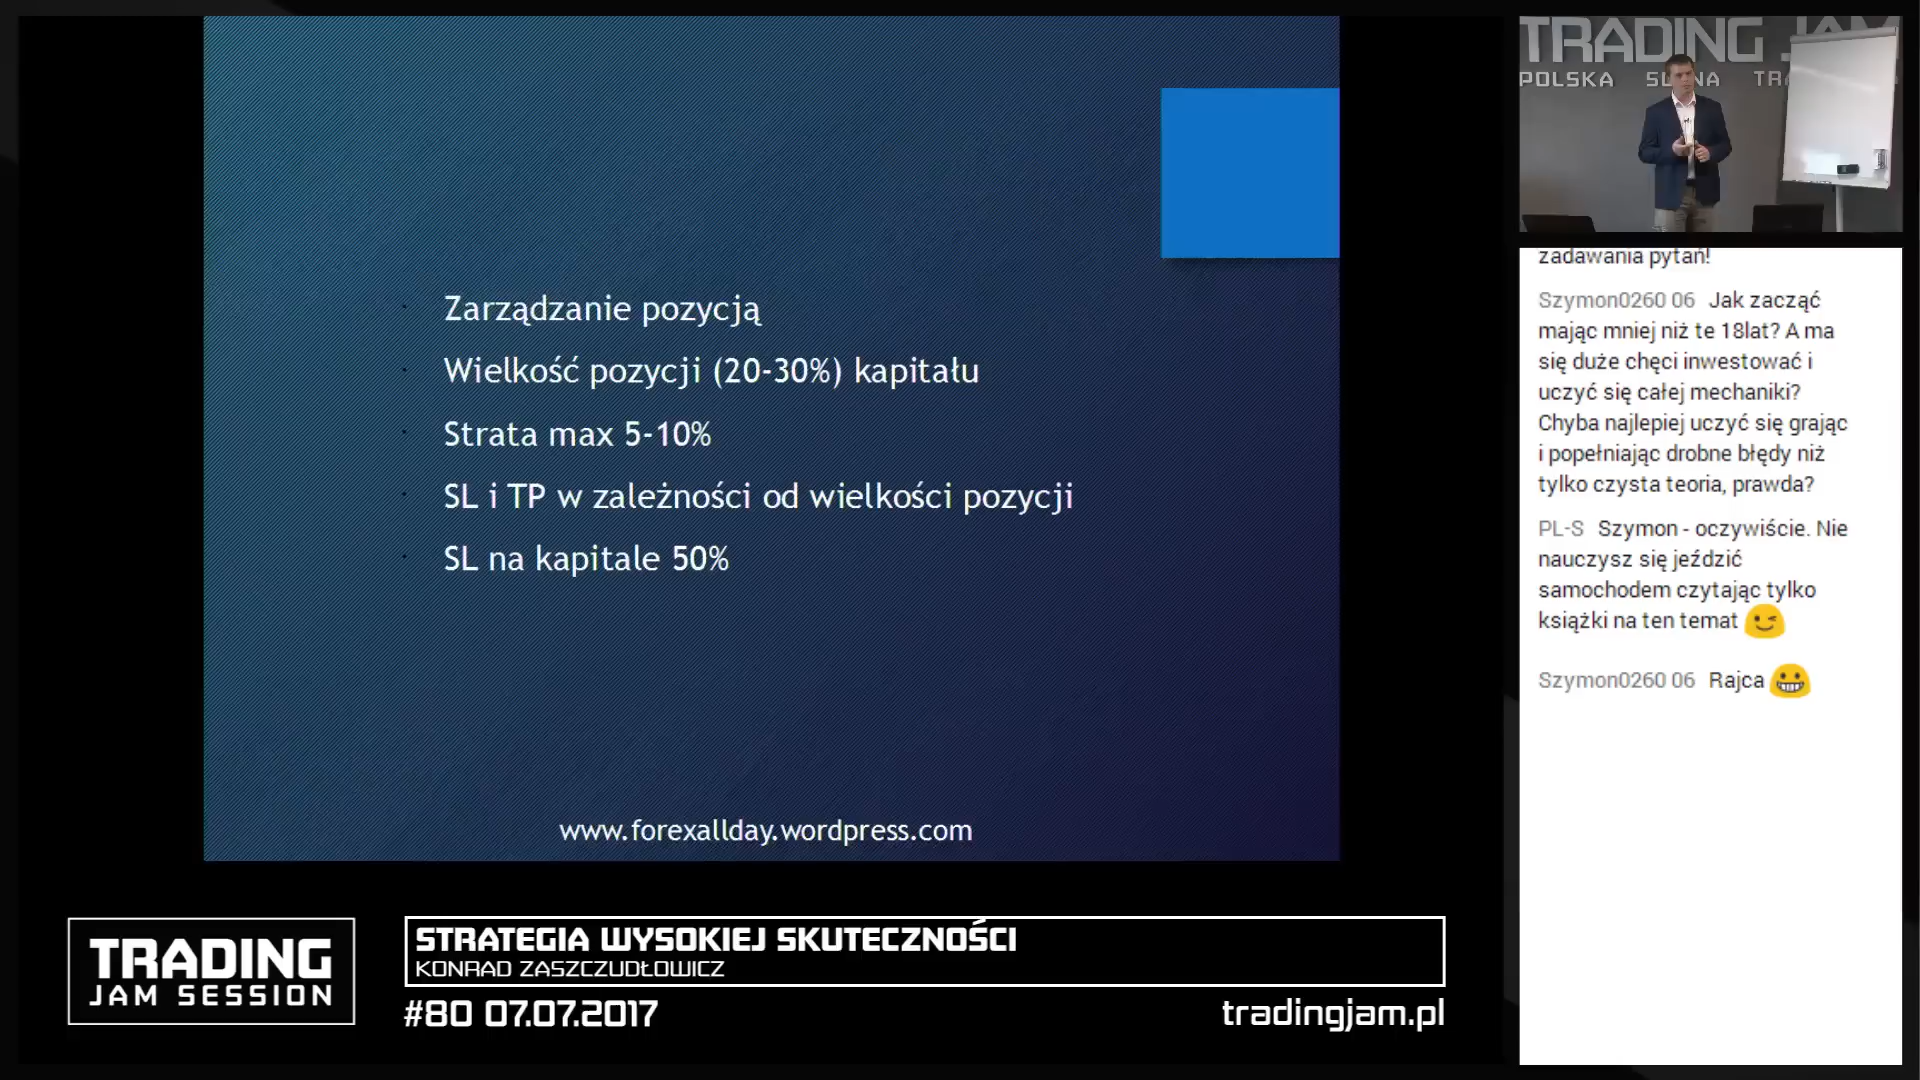 Zarządzanie pozycją
Wielkość pozycji (20-30%) kapitału
Strata max 5-10%
SL i TP w zależności od wielkości pozycji
SL na kapitale 50%
www.forexallday.wordpress.com
TRADING JAM
POLSKA
zadawania pytań!
Szymon0260 06 Jak zacząć
mając mniej niż te 18lat? A ma
się duże chęci inwestować i
uczyć się całej mechaniki?
Chyba najlepiej uczyć się grając
i popełniając drobne błędy niż
tylko czysta teoria, prawda?
PL-S Szymon - oczywiście. Nie
nauczysz się jeździć
samochodem czytając tylko
książki na ten temat 😉
Szymon0260 06 Rajca 😀
TRADING
JAM SESSION
STRATEGIA WYSOKIEJ SKUTECZNOŚCI
KONRAD ZASZCZUDŁOWICZ
#80 07.07.2017
tradingjam.pl